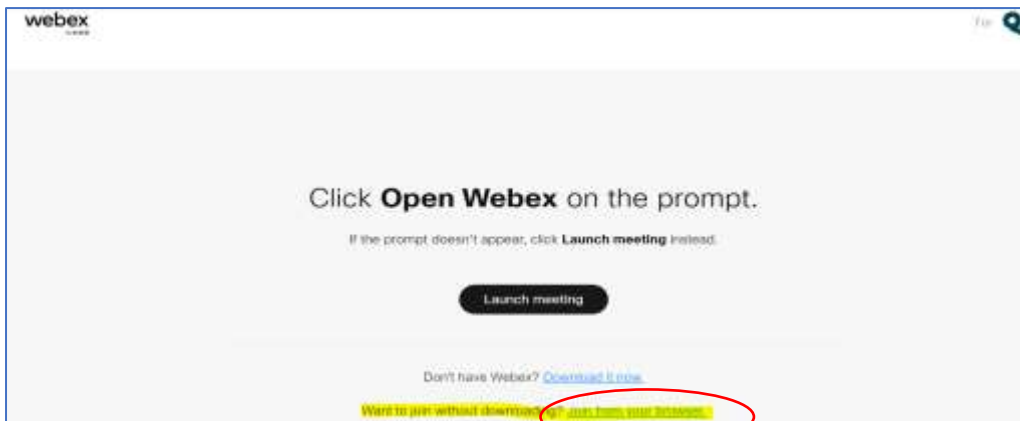 webex
Click Open Webex on the prompt.
If the prompt doesn't appear, click Launch meeting instead.
Launch meeting
Don't have Webex? Download it now.
Want to join without downloading? Join from your browser.